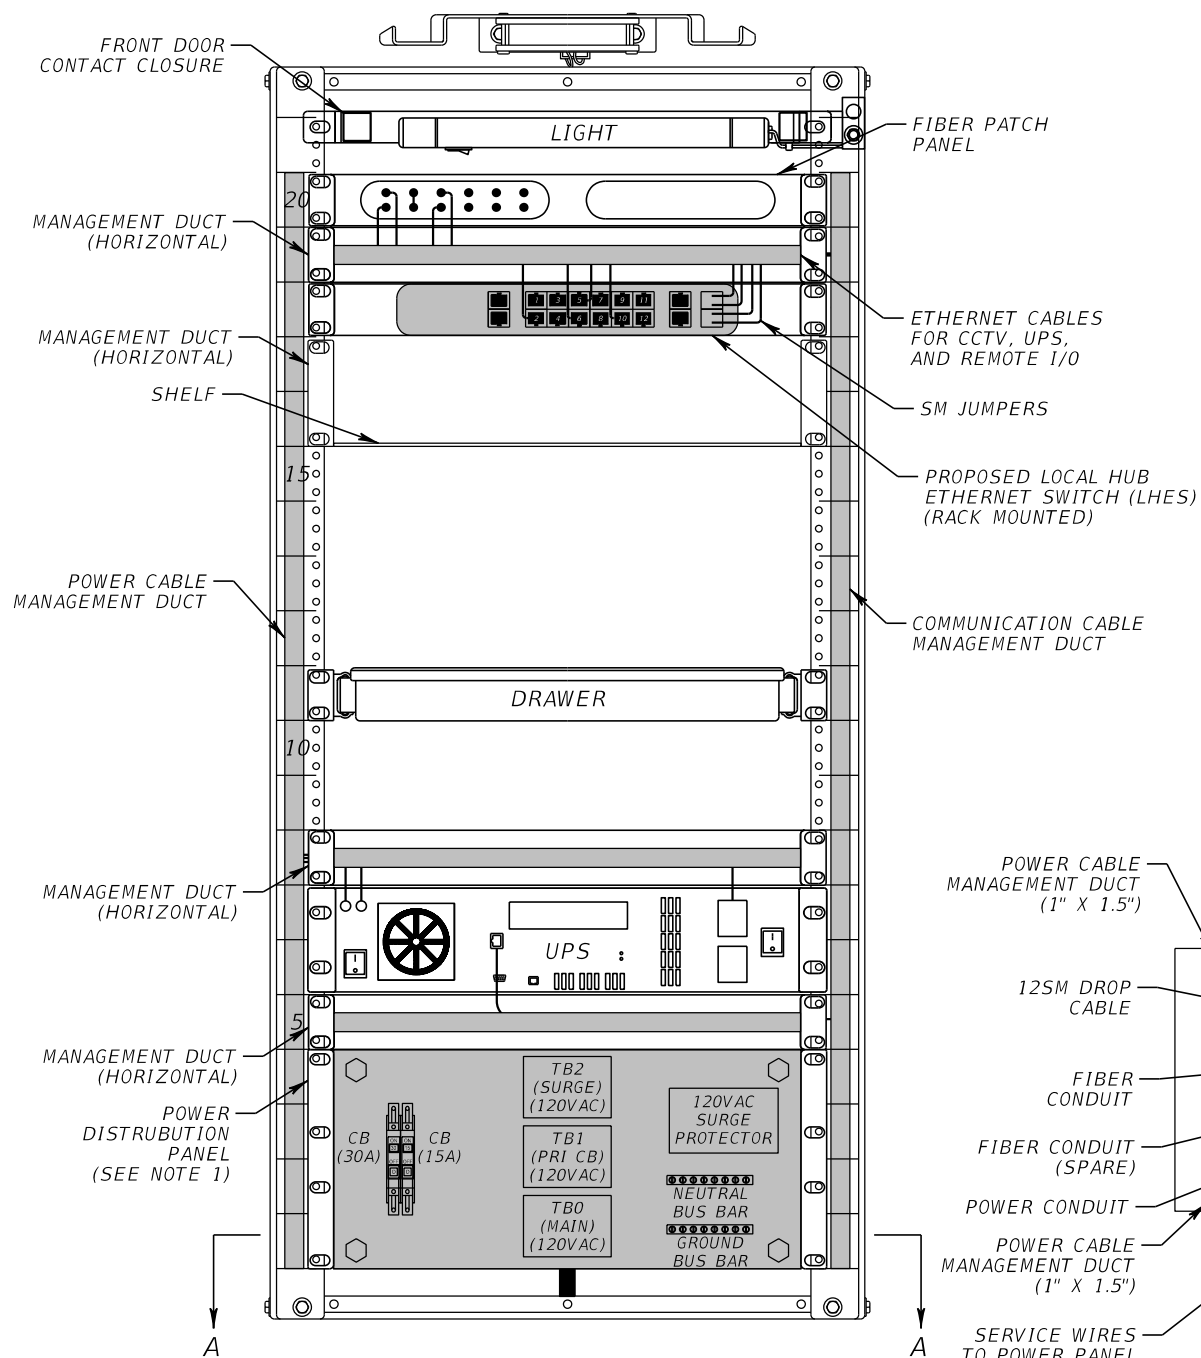 FRONT DOOR
CONTACT CLOSURE
LIGHT
FIBER PATCH
PANEL
20
MANAGEMENT DUCT
(HORIZONTAL)
1 3 5 7 9 11
2 4 6 8 10 12
ETHERNET CABLES
FOR CCTV, UPS,
AND REMOTE I/O
MANAGEMENT DUCT
(HORIZONTAL)
SHELF
SM JUMPERS
15
PROPOSED LOCAL HUB
ETHERNET SWITCH (LHES)
(RACK MOUNTED)
POWER CABLE
MANAGEMENT DUCT
COMMUNICATION CABLE
MANAGEMENT DUCT
DRAWER
10
MANAGEMENT DUCT
(HORIZONTAL)
UPS
5
MANAGEMENT DUCT
(HORIZONTAL)
POWER
DISTRUBUTION
PANEL
(SEE NOTE 1)
CB
(30A)
CB
(15A)
TB2
(SURGE)
(120VAC)
TB1
(PRI CB)
(120VAC)
TB0
(MAIN)
(120VAC)
120VAC
SURGE
PROTECTOR
NEUTRAL
BUS BAR
GROUND
BUS BAR
A
A
POWER CABLE
MANAGEMENT DUCT
(1" X 1.5")
12SM DROP
CABLE
FIBER
CONDUIT
FIBER CONDUIT
(SPARE)
POWER CONDUIT
POWER CABLE
MANAGEMENT DUCT
(1" X 1.5")
SERVICE WIRES
TO POWER PANEL